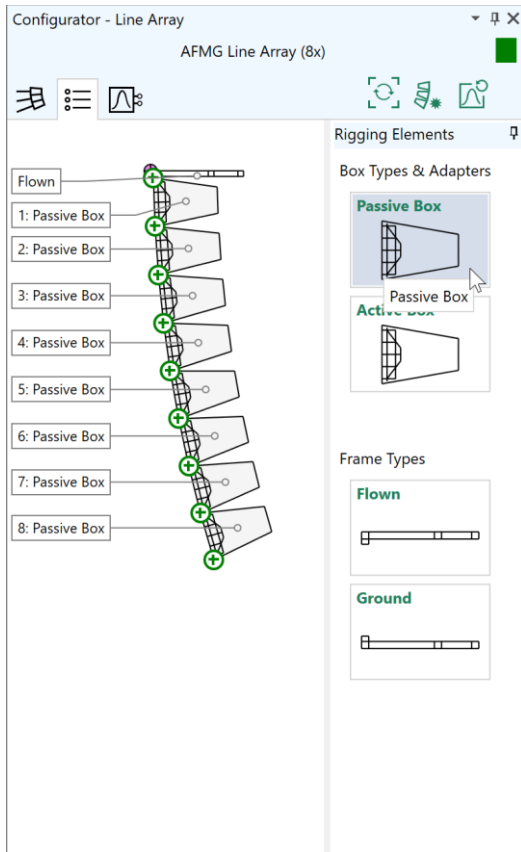 Configurator - Line Array
AFMG Line Array (8x)
Rigging Elements
Box Types & Adapters
Flown
1: Passive Box
2: Passive Box
3: Passive Box
4: Passive Box
5: Passive Box
6: Passive Box
7: Passive Box
8: Passive Box
Passive Box
Passive Box
Active Box
Frame Types
Flown
Ground